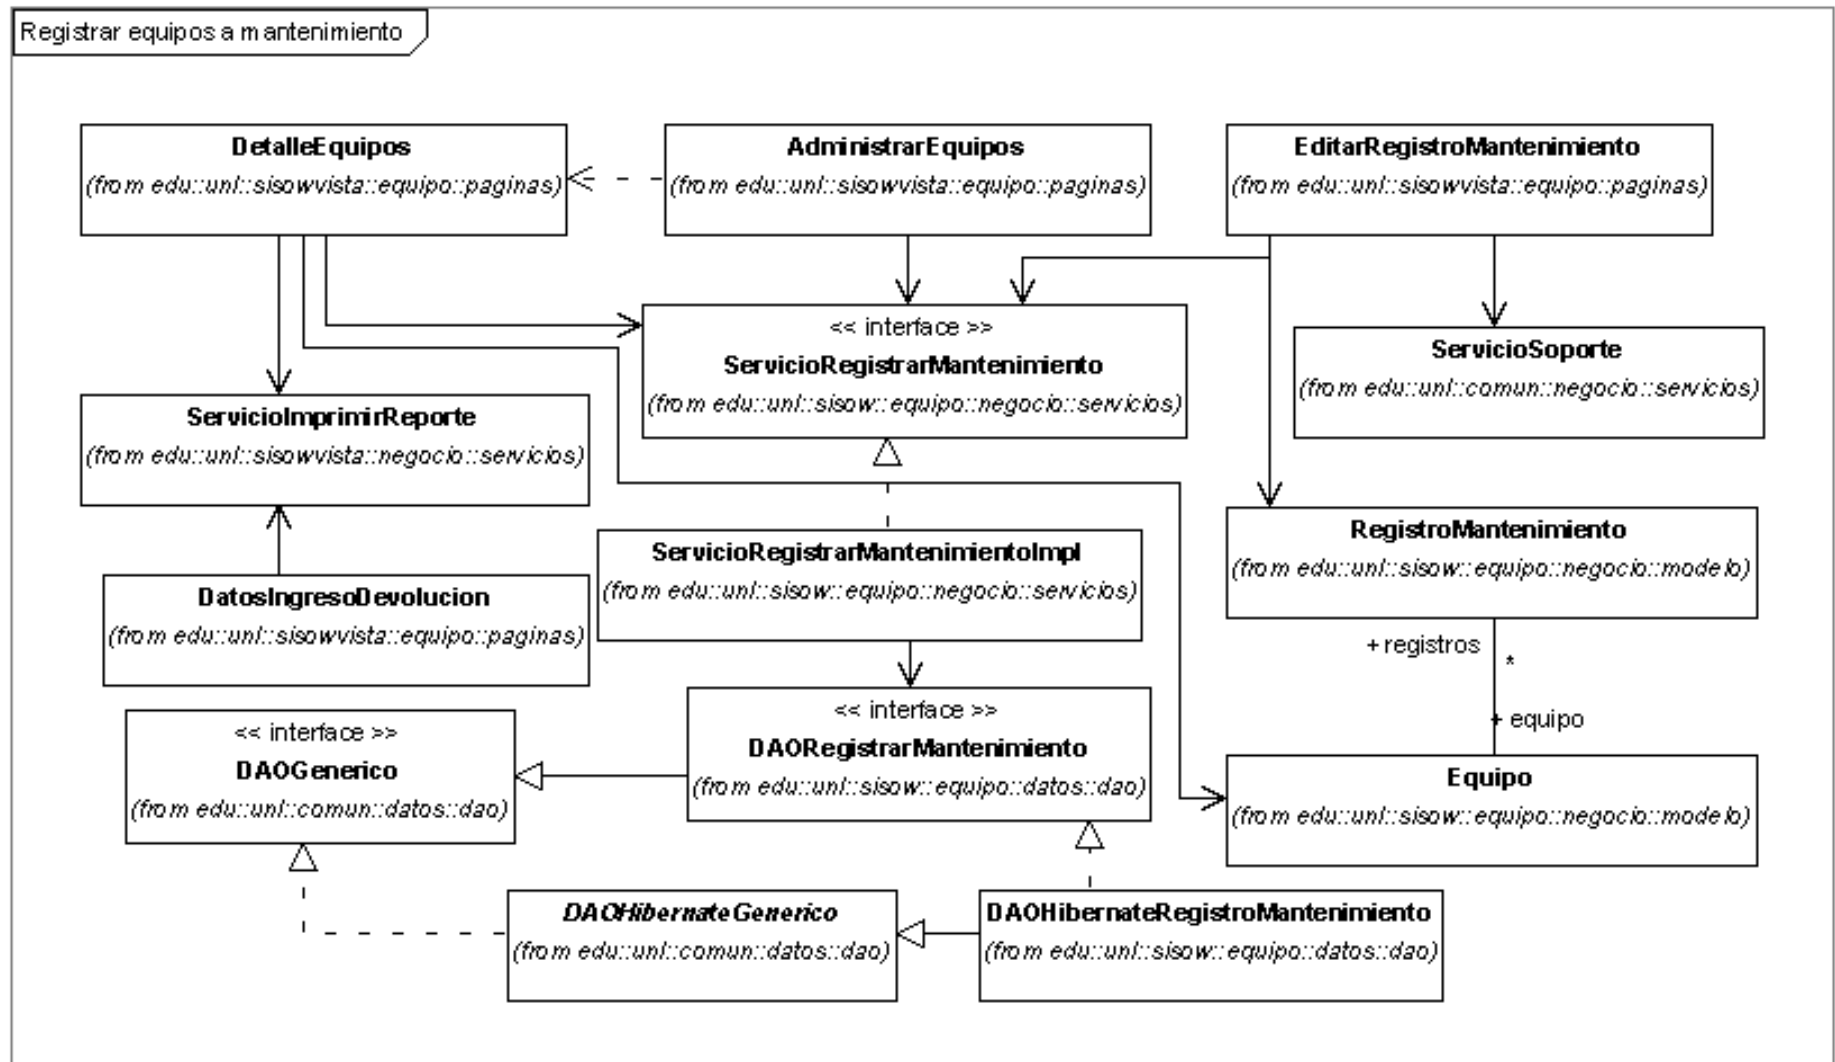 Registrar equipos a mantenimiento
DetalleEquipos
(from edu::unl::sisowvista::equipo::paginas)
AdministrarEquipos
(from edu::unl::sisowvista::equipo::paginas)
EditarRegistroMantenimiento
(from edu::unl::sisowvista::equipo::paginas)
<< interface >>
ServicioRegistrarMantenimiento
(from edu::unl::sisow::equipo::negocio::servicios)
ServicioSoporte
(from edu::unl::comun::negocio::servicios)
ServicioImprimirReporte
(from edu::unl::sisowvista::negocio::servicios)
RegistroMantenimiento
(from edu::unl::sisow::equipo::negocio::modelo)
ServicioRegistrarMantenimientoImpl
(from edu::unl::sisow::equipo::negocio::servicios)
DatosIngresoDevolucion
(from edu::unl::sisowvista::equipo::paginas)
+ registros
*
+ equipo
<< interface >>
DAOGenerico
(from edu::unl::comun::datos::dao)
<< interface >>
DAORegistrarMantenimiento
(from edu::unl::sisow::equipo::datos::dao)
Equipo
(from edu::unl::sisow::equipo::negocio::modelo)
DAOHibernateGenerico
(from edu::unl::comun::datos::dao)
DAOHibernateRegistroMantenimiento
(from edu::unl::sisow::equipo::datos::dao)